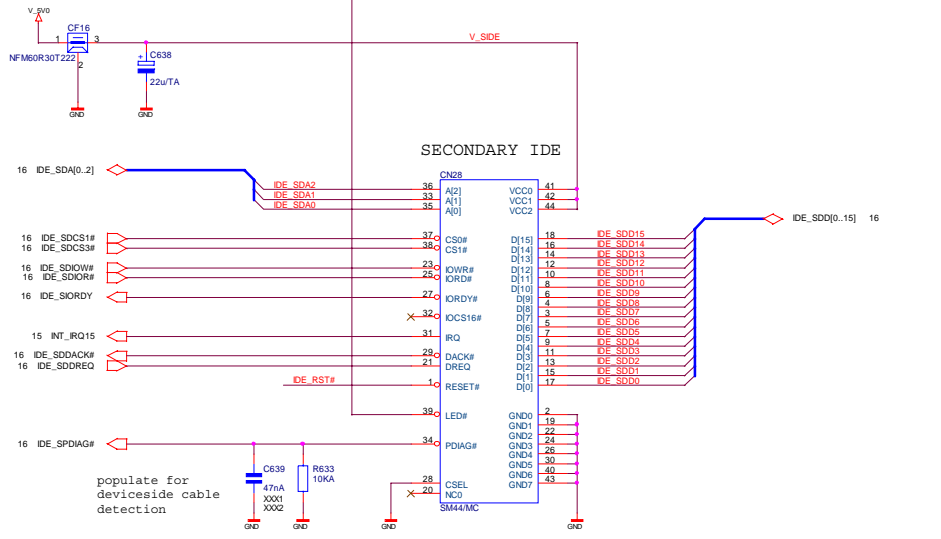 V_5V0
CF16
1 3
V_SIDE
NFM60R30T222
2
+ C638
22u/TA
GND GND
SECONDARY IDE
CN28
16 IDE_SDA[0..2]
IDE_SDA2 36 A[2] VCC0 41
IDE_SDA1 33 A[1] VCC1 42
IDE_SDA0 35 A[0] VCC2 44
IDE_SDD[0..15] 16
16 IDE_SDCS1# 37 CS0# D[15] 18 IDE_SDD15
16 IDE_SDCS3# 38 CS1# D[14] 16 IDE_SDD14
D[13] 14 IDE_SDD13
16 IDE_SDIOW# 23 IOWR# D[12] 12 IDE_SDD12
16 IDE_SDIOR# 25 IORD# D[11] 10 IDE_SDD11
D[10] 8 IDE_SDD10
16 IDE_SIORDY 27 IORDY# D[9] 6 IDE_SDD9
D[8] 4 IDE_SDD8
32 IOCS16# D[7] 3 IDE_SDD7
D[6] 5 IDE_SDD6
15 INT_IRQ15 31 IRQ D[5] 7 IDE_SDD5
D[4] 9 IDE_SDD4
16 IDE_SDDACK# 29 DACK# D[3] 11 IDE_SDD3
16 IDE_SDDREQ 21 DREQ D[2] 13 IDE_SDD2
D[1] 15 IDE_SDD1
IDE_RST# 1 RESET# D[0] 17 IDE_SDD0
39 LED# GND0 2
GND1 19
GND2 22
16 IDE_SPDIAG# 34 PDIAG# GND3 24
GND4 26
GND5 30
GND6 40
28 CSEL GND7 43
20 NC0
SM44/MC
C639
47nA
XXX1
XXX2
R633
10KA
populate for
deviceside cable
detection
GND GND GND GND